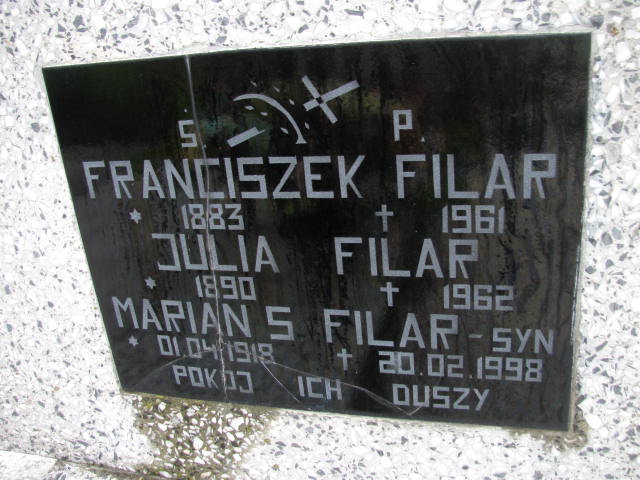 Ś. P.
FRANCISZEK FILAR
* 1883 † 1961
JULIA FILAR
* 1890 † 1962
MARIAN S FILAR - SYN
* 01.04.1918 † 20.02.1998
POKÓJ ICH DUSZY